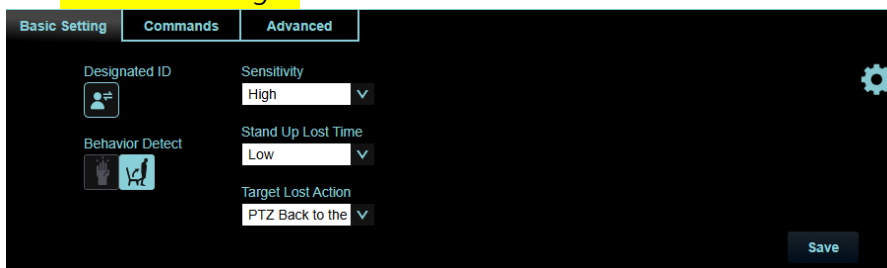 Basic Setting Commands Advanced
Designated ID
Sensitivity
High
Behavior Detect
Stand Up Lost Time
Low
Target Lost Action
PTZ Back to the
Save